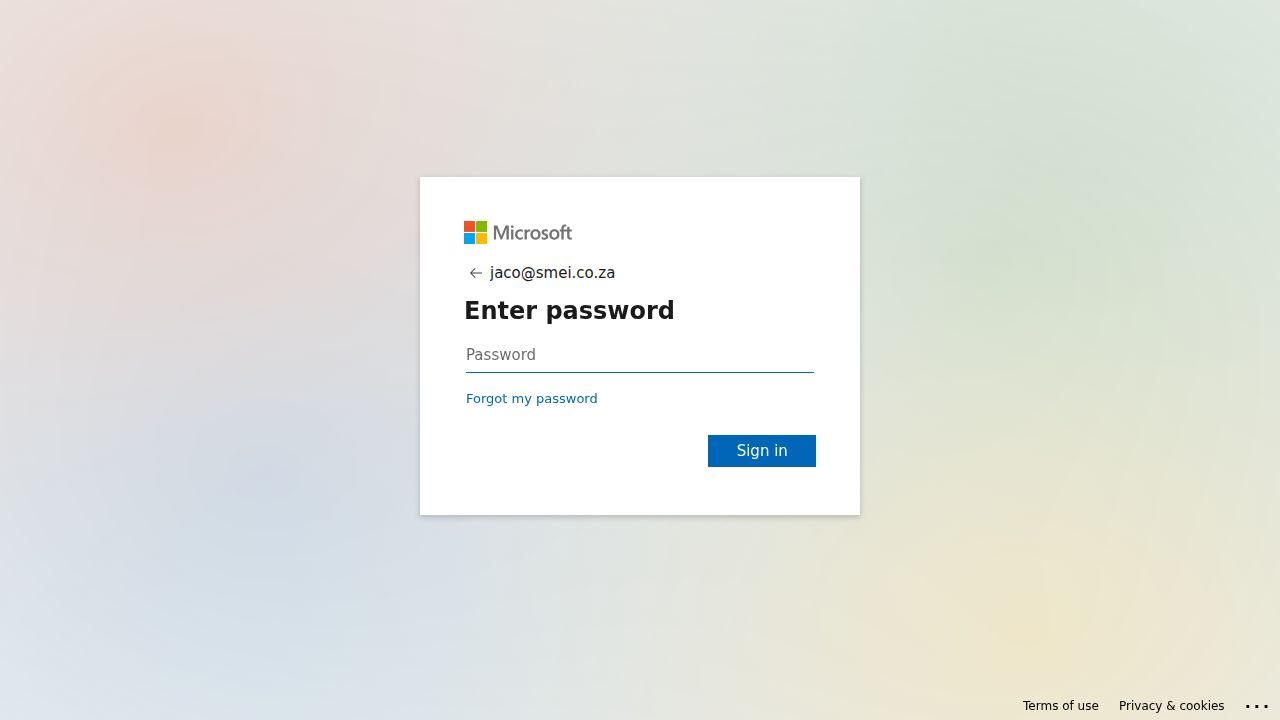 Microsoft
jaco@smei.co.za
Enter password
Password
Forgot my password
Sign in
Terms of use Privacy & cookies ...